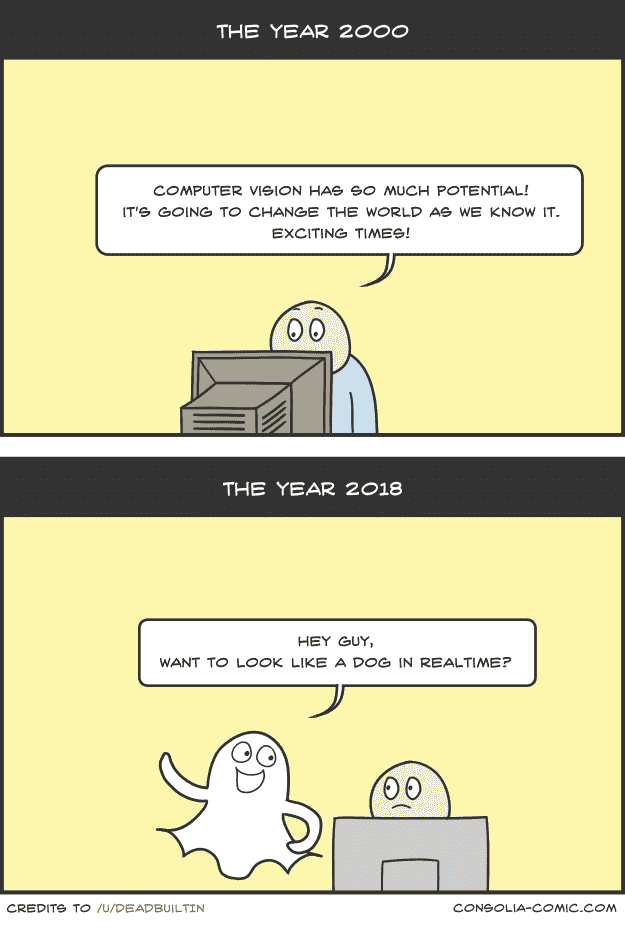 THE YEAR 2000
COMPUTER VISION HAS SO MUCH POTENTIAL!
IT'S GOING TO CHANGE THE WORLD AS WE KNOW IT.
EXCITING TIMES!
THE YEAR 2018
HEY GUY,
WANT TO LOOK LIKE A DOG IN REALTIME?
CREDITS TO /U/DEADBUILTIN
CONSOLIA-COMIC.COM